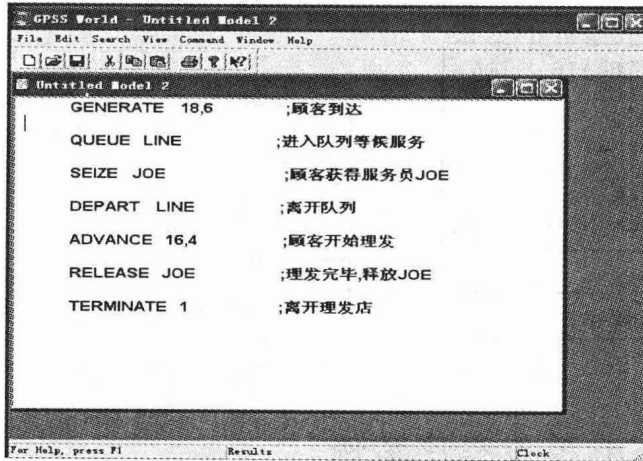 GPSS World - Untitled Model 2
File Edit Search View Command Window Help
Untitled Model 2
GENERATE 18,6 ;顾客到达
QUEUE LINE ;进入队列等候服务
SEIZE JOE ;顾客获得服务员JOE
DEPART LINE ;离开队列
ADVANCE 16,4 ;顾客开始理发
RELEASE JOE ;理发完毕,释放JOE
TERMINATE 1 ;离开理发店
For Help, press F1 Results Clock